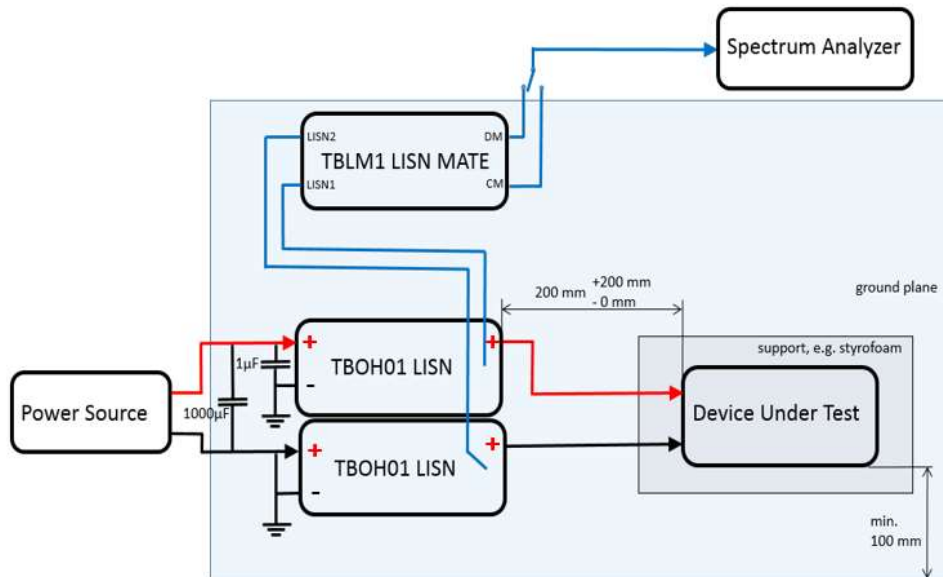 Spectrum Analyzer
LISN2
DM
TBLM1 LISN MATE
LISN1
CM
200 mm +200 mm
- 0 mm
ground plane
+
+
TBOH01 LISN
1µF
-
support, e.g. styrofoam
Power Source
1000µF
Device Under Test
+
+
TBOH01 LISN
-
min.
100 mm